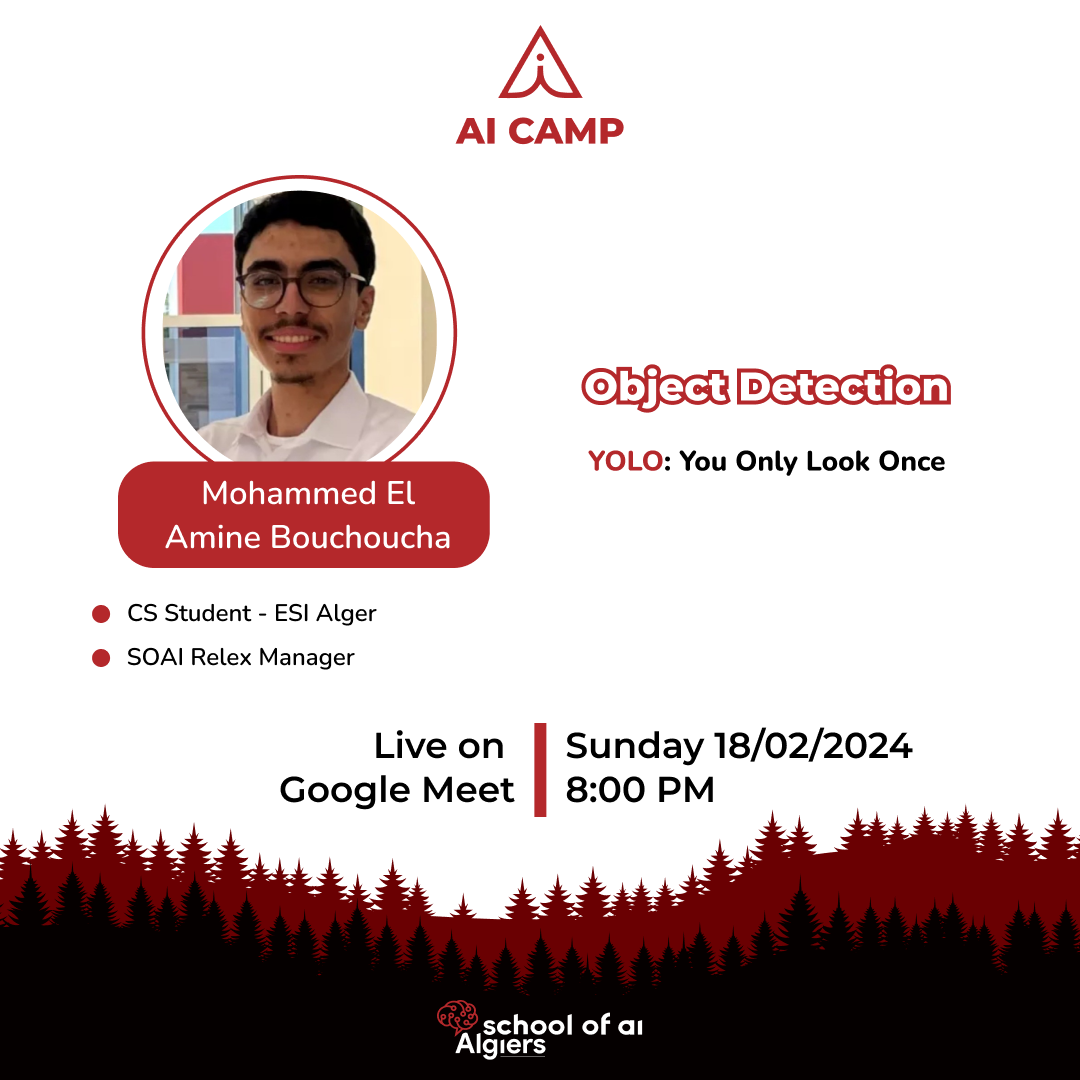 AI CAMP
Object Detection
YOLO: You Only Look Once
Mohammed El
Amine Bouchoucha
CS Student - ESI Alger
SOAI Relex Manager
Live on
Google Meet
Sunday 18/02/2024
8:00 PM
school of ai
Algiers